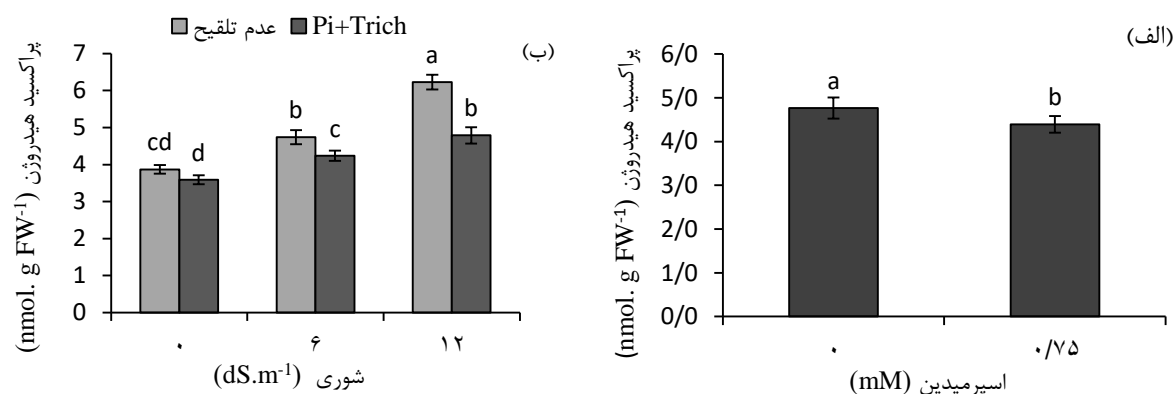 (الف)
پراکسید هیدروژن (nmol. g FW-1)
6/0
5/0
4/0
3/0
2/0
1/0
0/0
a
b
۰
۰/۷۵
اسپرمیدین (mM)
(ب)
عدم تلقیح
Pi+Trich
پراکسید هیدروژن (nmol. g FW-1)
7
6
5
4
3
2
1
0
cd
d
b
c
a
b
۰
۶
۱۲
شوری (dS.m-1)